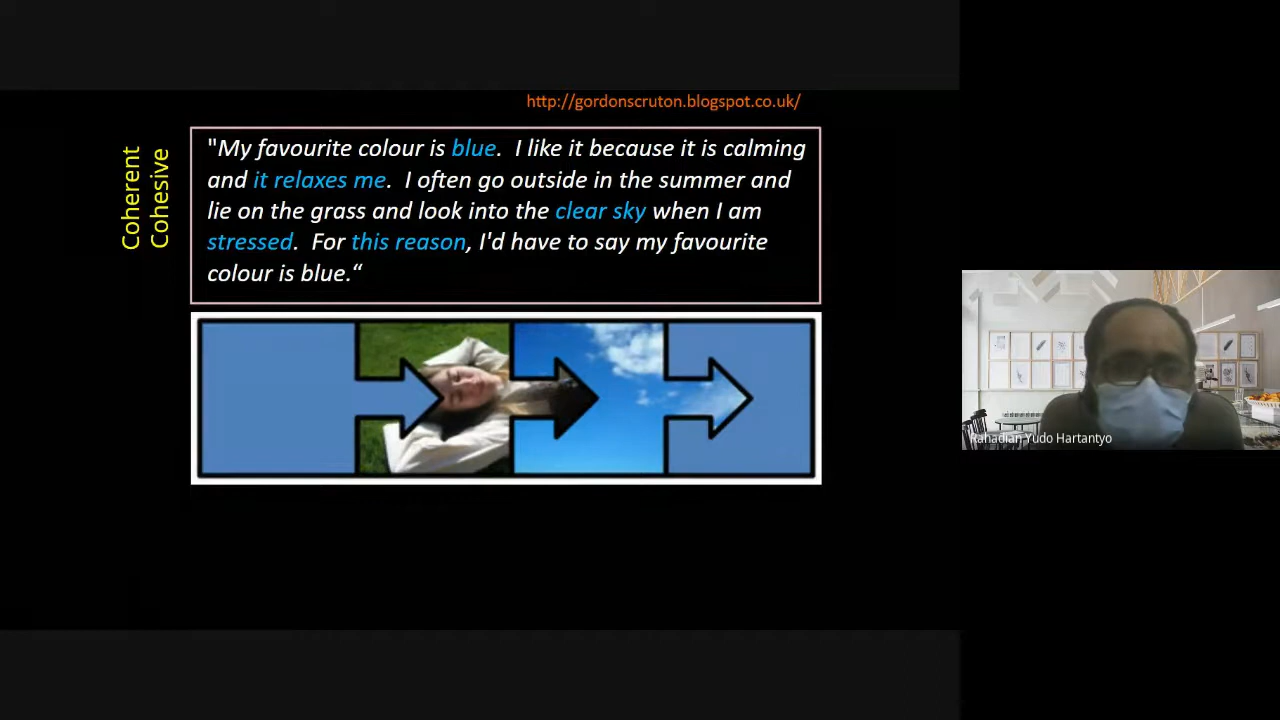 http://gordonscruton.blogspot.co.uk/
Coherent
Cohesive
"My favourite colour is blue.  I like it because it is calming
and it relaxes me.  I often go outside in the summer and
lie on the grass and look into the clear sky when I am
stressed.  For this reason, I'd have to say my favourite
colour is blue.“
Rahadian Yudo Hartantyo